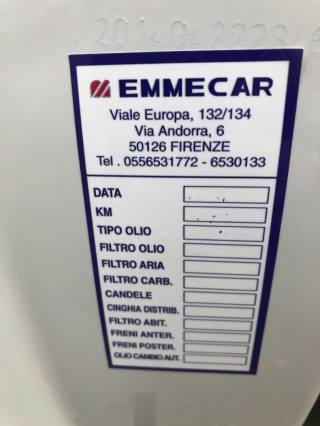 EMMECAR
Viale Europa, 132/134
Via Andorra, 6
50126 FIRENZE
Tel . 0556531772 - 6530133
DATA
KM
TIPO OLIO
FILTRO OLIO
FILTRO ARIA
FILTRO CARB.
CANDELE
CINGHIA DISTRIB.
FILTRO ABIT.
FRENI ANTER.
FRENI POSTER.
OLIO CAMBIO AUT.